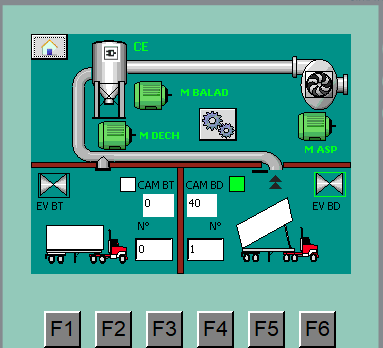 CE
M BALAD
M DECH
M ASP
CAM BT
CAM BD
0
40
EV BT
EV BD
N°
N°
0
1
F1 F2 F3 F4 F5 F6